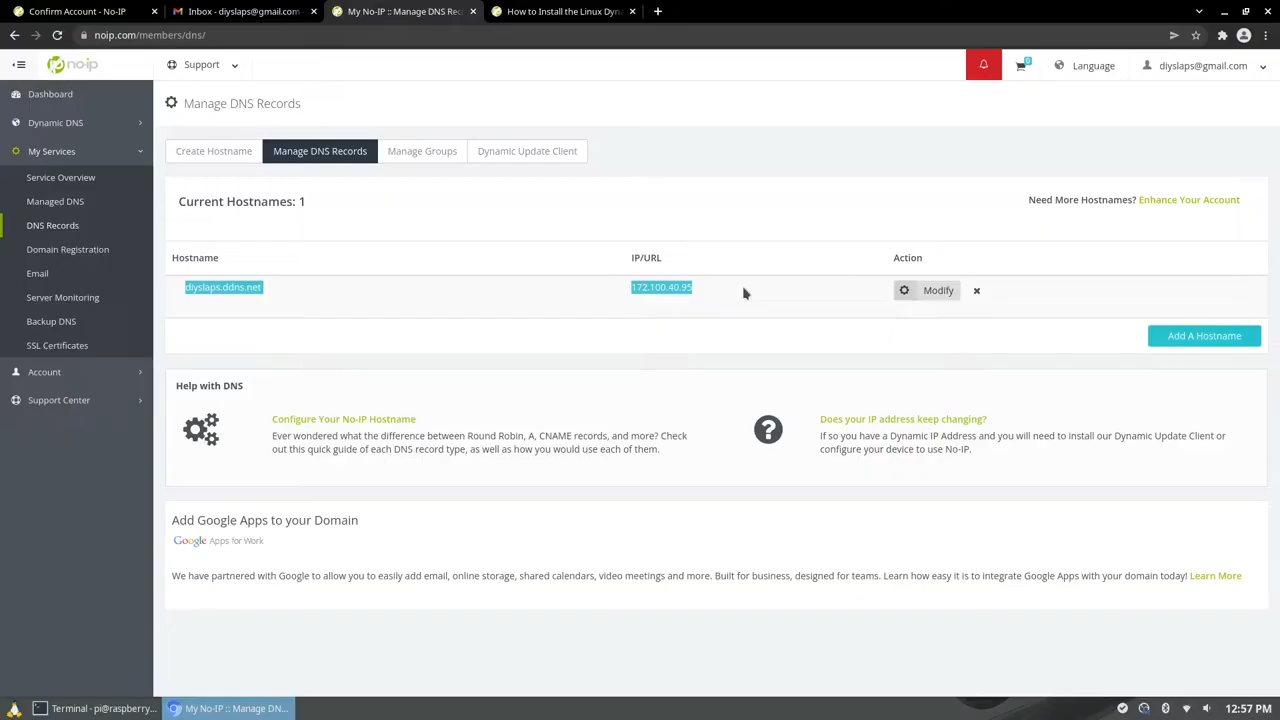 Confirm Account - No-IP
Inbox - diyslaps@gmail.com
My No-IP :: Manage DNS Rec
How to Install the Linux Dyn
noip.com/members/dns/
no-ip
Support
Language
diyslaps@gmail.com
Dashboard
Dynamic DNS
My Services
Service Overview
Managed DNS
DNS Records
Domain Registration
Email
Server Monitoring
Backup DNS
SSL Certificates
Account
Support Center
Manage DNS Records
Create Hostname
Manage DNS Records
Manage Groups
Dynamic Update Client
Current Hostnames: 1
Need More Hostnames? Enhance Your Account
Hostname
IP/URL
Action
diyslaps.ddns.net
172.100.40.95
Modify
Add A Hostname
Help with DNS
Configure Your No-IP Hostname
Ever wondered what the difference between Round Robin, A, CNAME records, and more? Check
out this quick guide of each DNS record type, as well as how you would use each of them.
Does your IP address keep changing?
If so you have a Dynamic IP Address and you will need to install our Dynamic Update Client or
configure your device to use No-IP.
Add Google Apps to your Domain
Google Apps for Work
We have partnered with Google to allow you to easily add email, online storage, shared calendars, video meetings and more. Built for business, designed for teams. Learn how easy it is to integrate Google Apps with your domain today! Learn More
Terminal - pi@raspberry...
My No-IP :: Manage DN...
12:57 PM